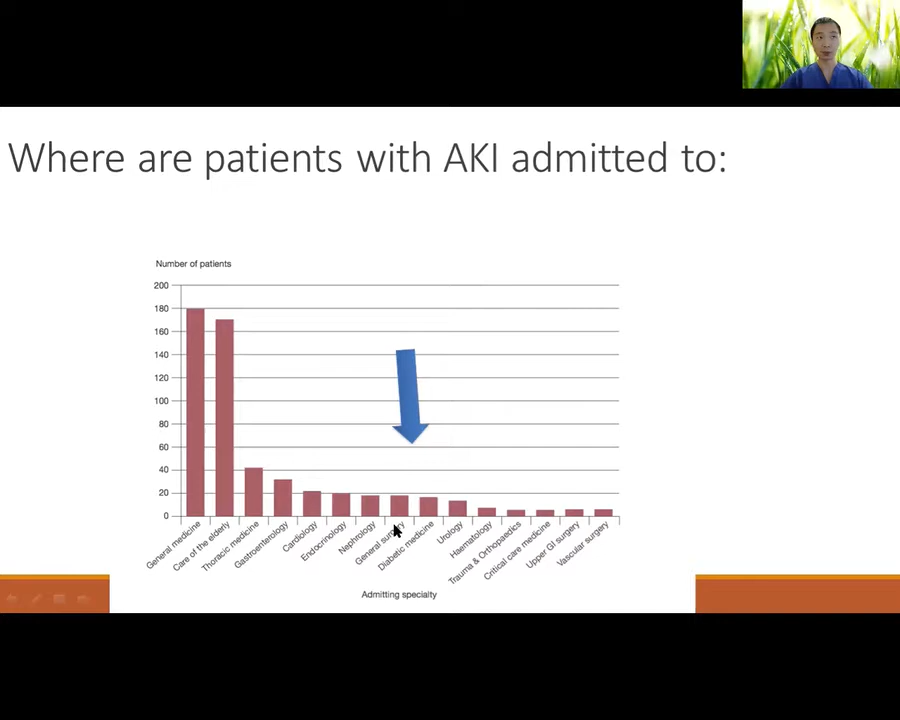 Where are patients with AKI admitted to:
Number of patients
200
180
160
140
120
100
80
60
40
20
0
General medicine
Care of the elderly
Thoracic medicine
Gastroenterology
Cardiology
Endocrinology
Nephrology
General surgery
Diabetic medicine
Urology
Haematology
Trauma & Orthopaedics
Critical care medicine
Upper GI surgery
Vascular surgery
Admitting specialty